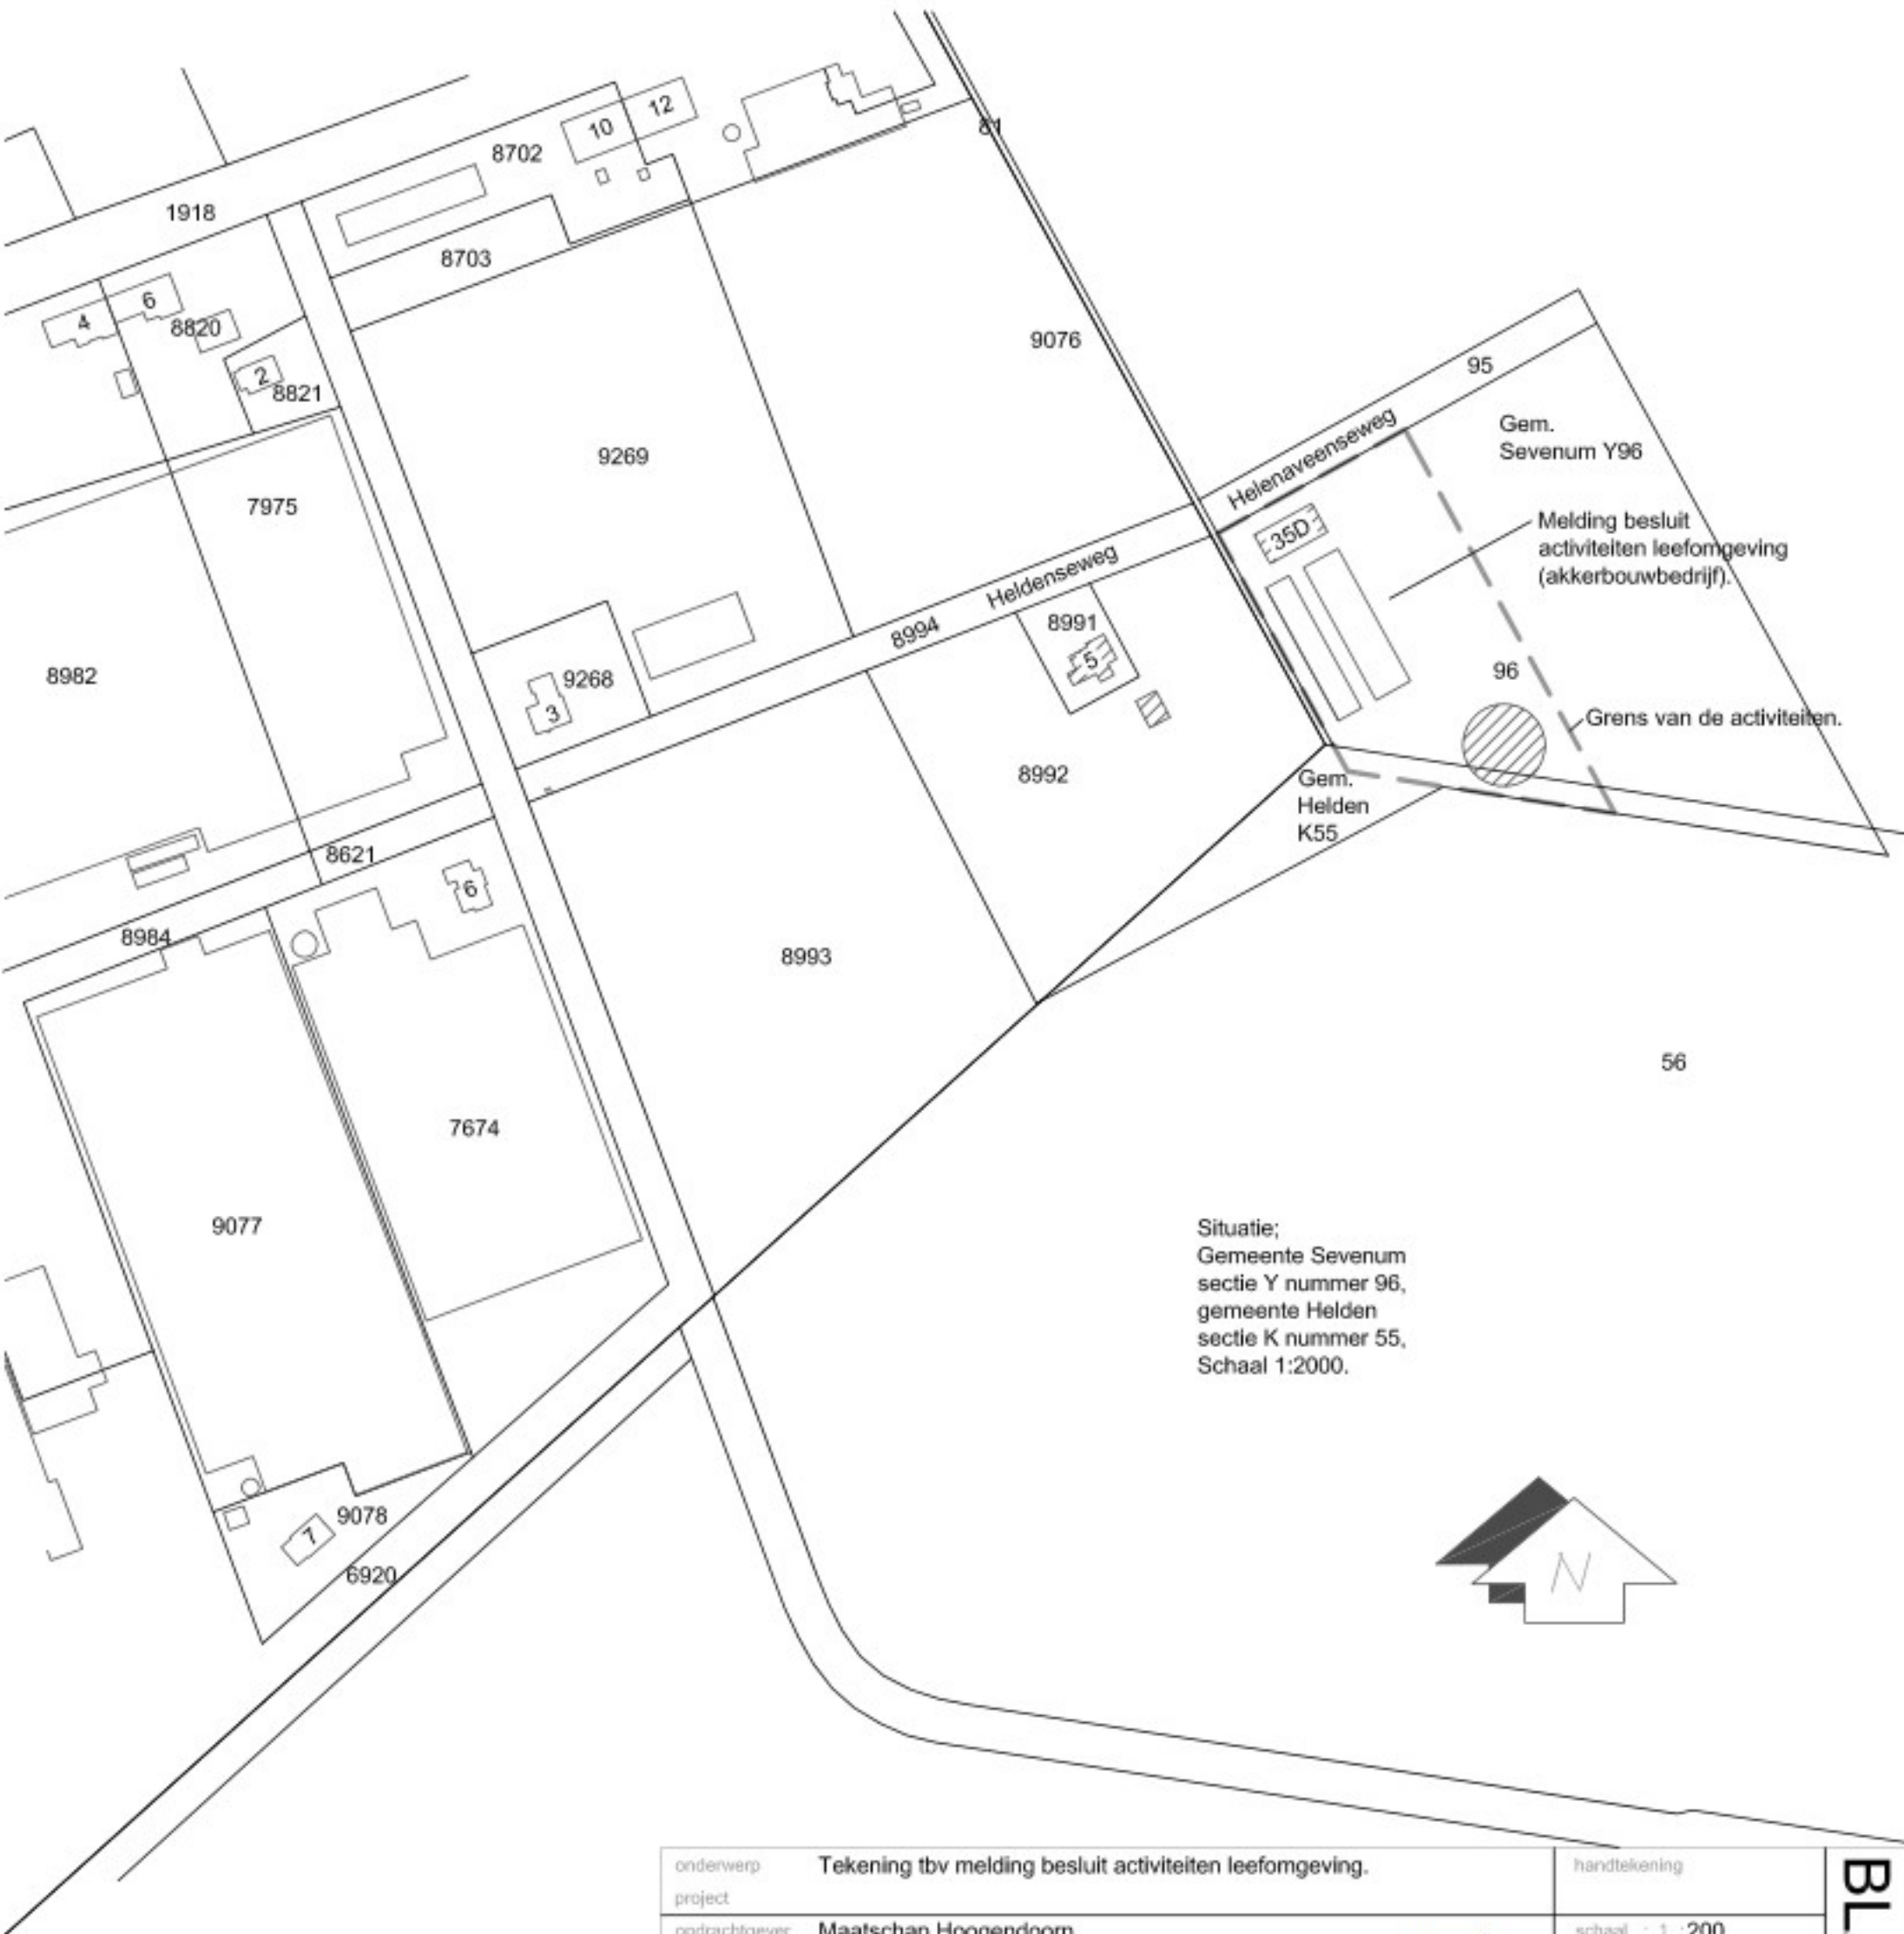 81
12
10
8702
1918
8703
6
4
8820
2
8821
9076
95
Helenaveenseweg
Gem.
Sevenum Y96
9269
7975
35D
Melding besluit
activiteiten leefomgeving
(akkerbouwbedrijf).
Heldenseweg
8994
8991
5
96
8982
9268
3
Grens van de activiteiten.
8992
Gem.
Helden
K55
8621
6
8984
8993
56
7674
9077
Situatie;
Gemeente Sevenum
sectie Y nummer 96,
gemeente Helden
sectie K nummer 55,
Schaal 1:2000.
9078
7
6920
N
onderwerp Tekening tbv melding besluit activiteiten leefomgeving.
handtekening
project
opdrachtgever Maatschap Hoogendoorn
schaal : 1 : 200
BL